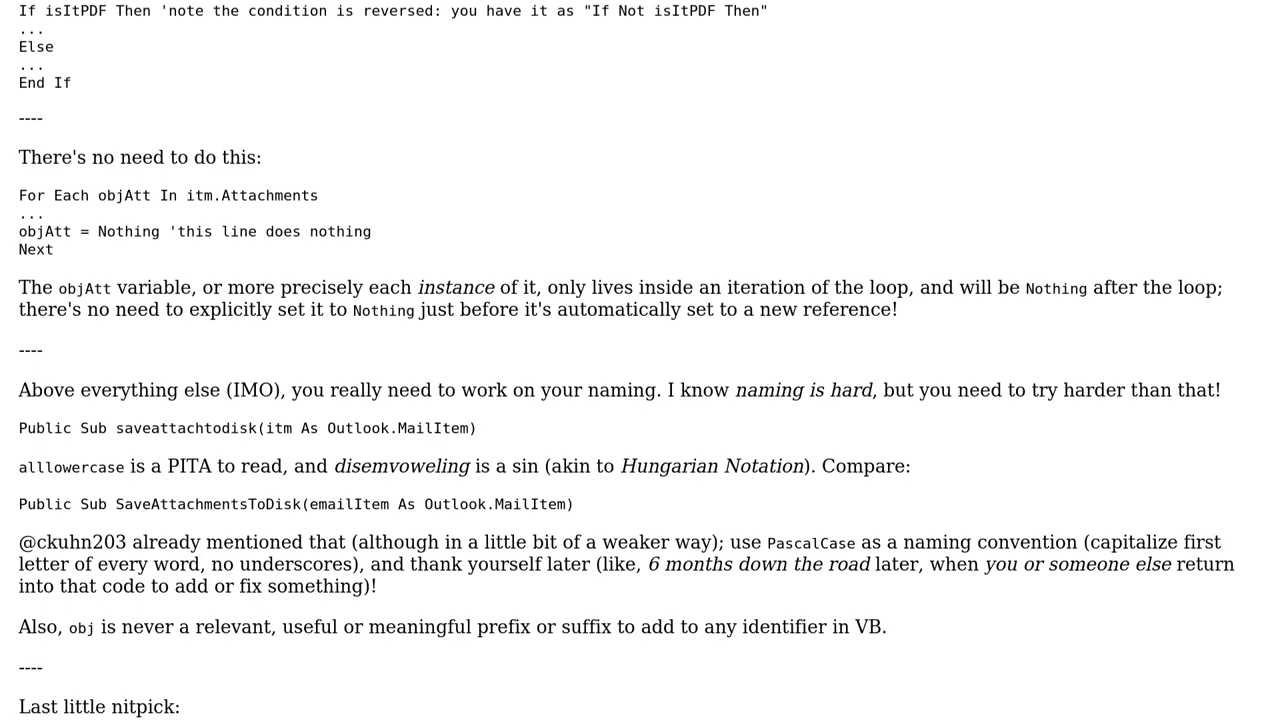 If isItPDF Then 'note the condition is reversed: you have it as "If Not isItPDF Then"
...
Else
...
End If
----
There's no need to do this:
For Each objAtt In itm.Attachments
...
objAtt = Nothing 'this line does nothing
Next
The objAtt variable, or more precisely each instance of it, only lives inside an iteration of the loop, and will be Nothing after the loop;
there's no need to explicitly set it to Nothing just before it's automatically set to a new reference!
----
Above everything else (IMO), you really need to work on your naming. I know naming is hard, but you need to try harder than that!
Public Sub saveattachtodisk(itm As Outlook.MailItem)
alllowercase is a PITA to read, and disemvoweling is a sin (akin to Hungarian Notation). Compare:
Public Sub SaveAttachmentsToDisk(emailItem As Outlook.MailItem)
@ckuhn203 already mentioned that (although in a little bit of a weaker way); use PascalCase as a naming convention (capitalize first
letter of every word, no underscores), and thank yourself later (like, 6 months down the road later, when you or someone else return
into that code to add or fix something)!
Also, obj is never a relevant, useful or meaningful prefix or suffix to add to any identifier in VB.
----
Last little nitpick: